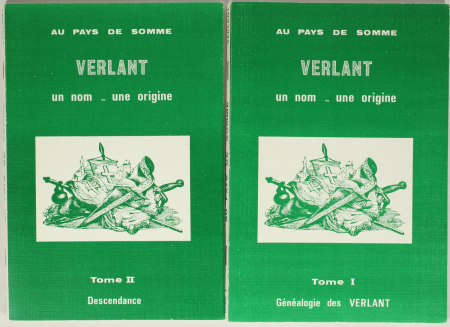 AU PAYS DE SOMME
VERLANT
un nom _ une origine
Tome II
Descendance
AU PAYS DE SOMME
VERLANT
un nom _ une origine
Tome I
Généalogie des VERLANT